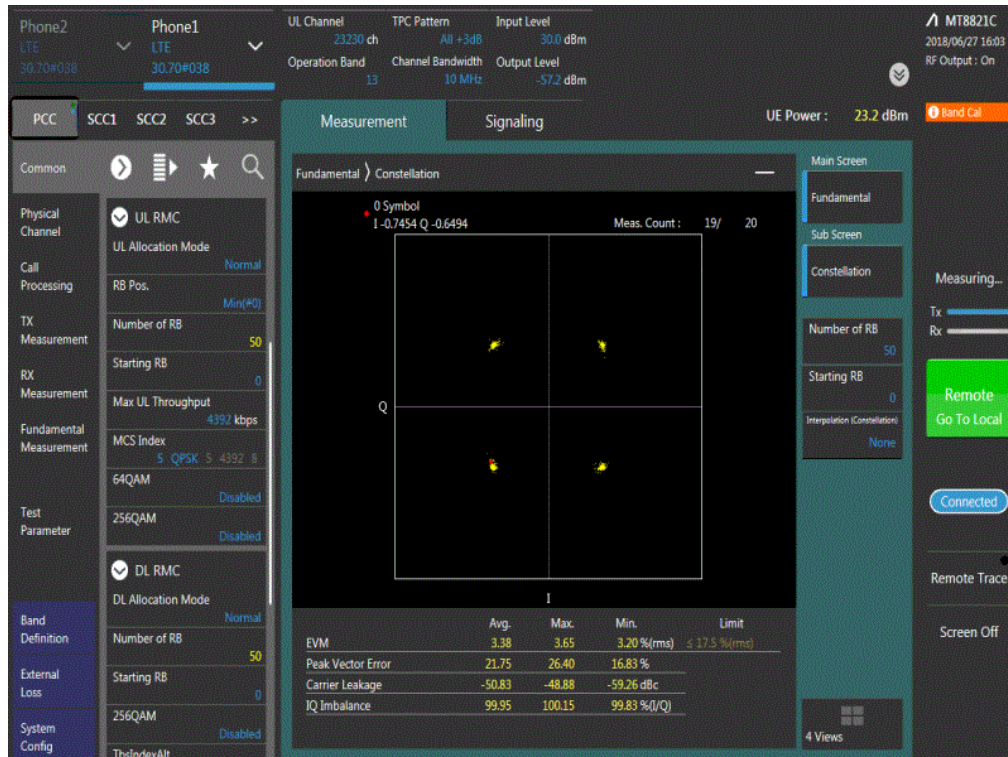 Phone2
LTE
30.70#038
Phone1
LTE
30.70#038
UL Channel
23230 ch
TPC Pattern
All +3dB
Input Level
30.0 dBm
Operation Band
13
Channel Bandwidth
10 MHz
Output Level
-57.2 dBm
MT8821C
2018/06/27 16:03
RF Output : On
PCC SCC1 SCC2 SCC3 >>
Measurement
Signaling
UE Power : 23.2 dBm
Band Cal
Common
Physical
Channel
Call
Processing
TX
Measurement
RX
Measurement
Fundamental
Measurement
Test
Parameter
Band
Definition
External
Loss
System
Config
UL RMC
UL Allocation Mode
Normal
RB Pos.
Min(#0)
Number of RB
50
Starting RB
0
Max UL Throughput
4392 kbps
MCS Index
5 QPSK 5 4392 8
64QAM
Disabled
256QAM
Disabled
DL RMC
DL Allocation Mode
Normal
Number of RB
50
Starting RB
0
256QAM
Disabled
TbsIndexAlt
Fundamental ⟩ Constellation
0 Symbol
I -0.7454 Q -0.6494
Meas. Count : 19/ 20
Q
I
Avg. Max. Min. Limit
EVM 3.38 3.65 3.20 %(rms) ≤ 17.5 %(rms)
Peak Vector Error 21.75 26.40 16.83 %
Carrier Leakage -50.83 -48.88 -59.26 dBc
IQ Imbalance 99.95 100.15 99.83 %(I/Q)
Main Screen
Fundamental
Sub Screen
Constellation
Number of RB
50
Starting RB
0
Interpolation (Constellation)
None
4 Views
Measuring...
Tx
Rx
Remote
Go To Local
Connected
Remote Trace
Screen Off